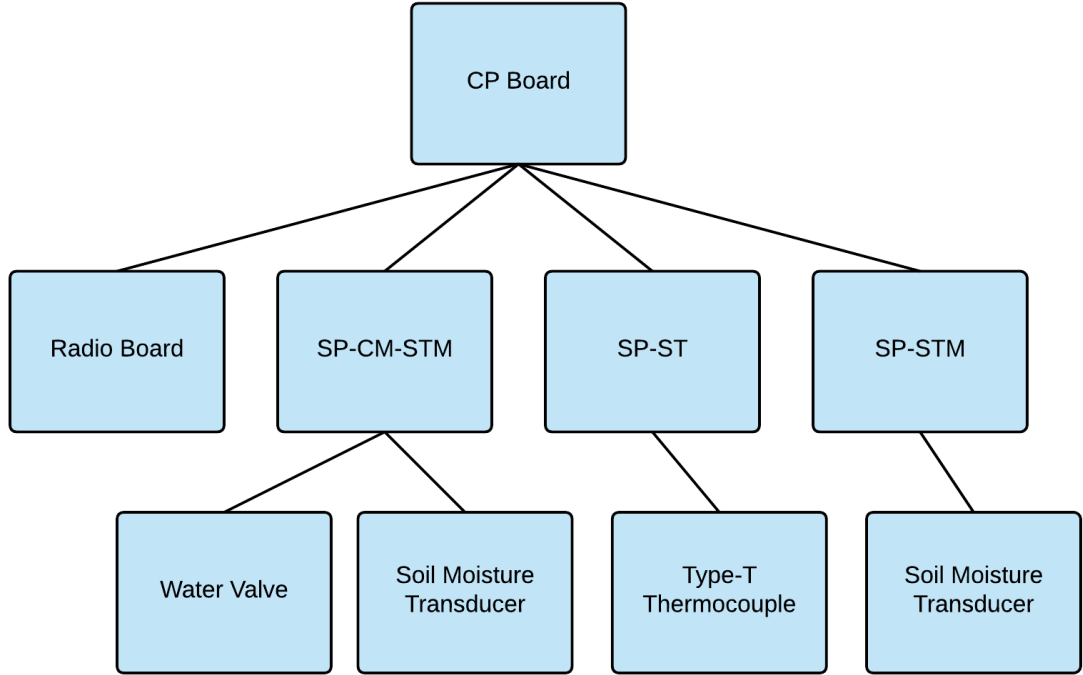 CP Board
Radio Board
SP-CM-STM
SP-ST
SP-STM
Water Valve
Soil Moisture
Transducer
Type-T
Thermocouple
Soil Moisture
Transducer